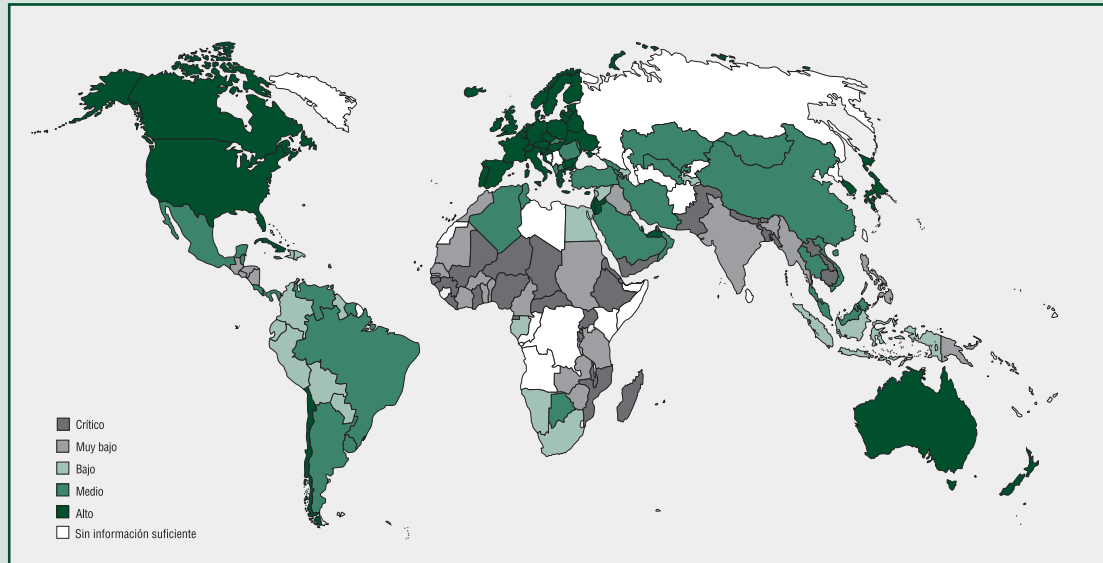 Crítico
Muy bajo
Bajo
Medio
Alto
Sin información suficiente